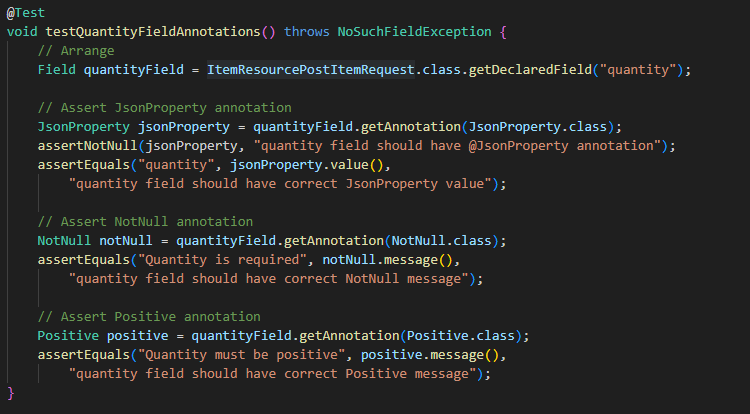 @Test
void testQuantityFieldAnnotations() throws NoSuchFieldException {
// Arrange
Field quantityField = ItemResourcePostItemRequest.class.getDeclaredField("quantity");
// Assert JsonProperty annotation
JsonProperty jsonProperty = quantityField.getAnnotation(JsonProperty.class);
assertNotNull(jsonProperty, "quantity field should have @JsonProperty annotation");
assertEquals("quantity", jsonProperty.value(),
"quantity field should have correct JsonProperty value");
// Assert NotNull annotation
NotNull notNull = quantityField.getAnnotation(NotNull.class);
assertEquals("Quantity is required", notNull.message(),
"quantity field should have correct NotNull message");
// Assert Positive annotation
Positive positive = quantityField.getAnnotation(Positive.class);
assertEquals("Quantity must be positive", positive.message(),
"quantity field should have correct Positive message");
}